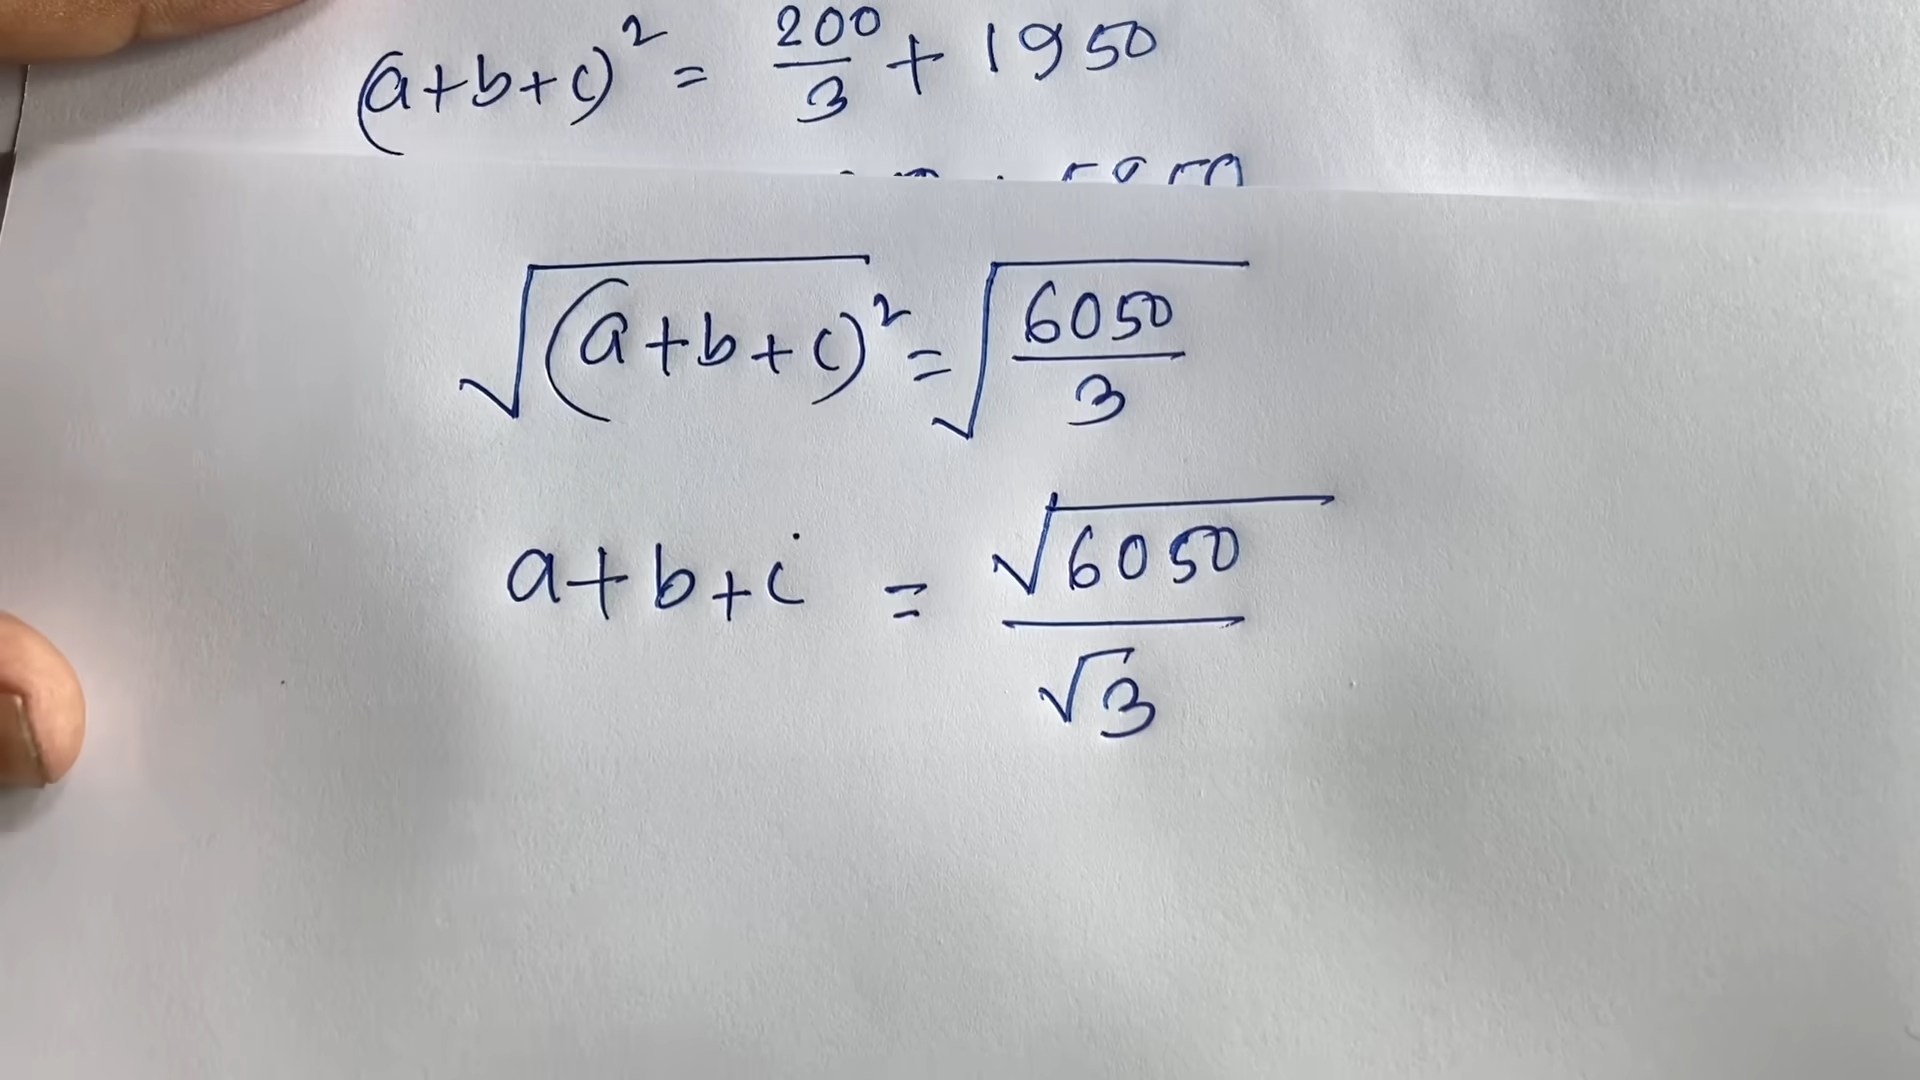 (a+b+c)² = 200/3 + 1950
√(a+b+c)² = √6050/3
a+b+c = √6050/√3